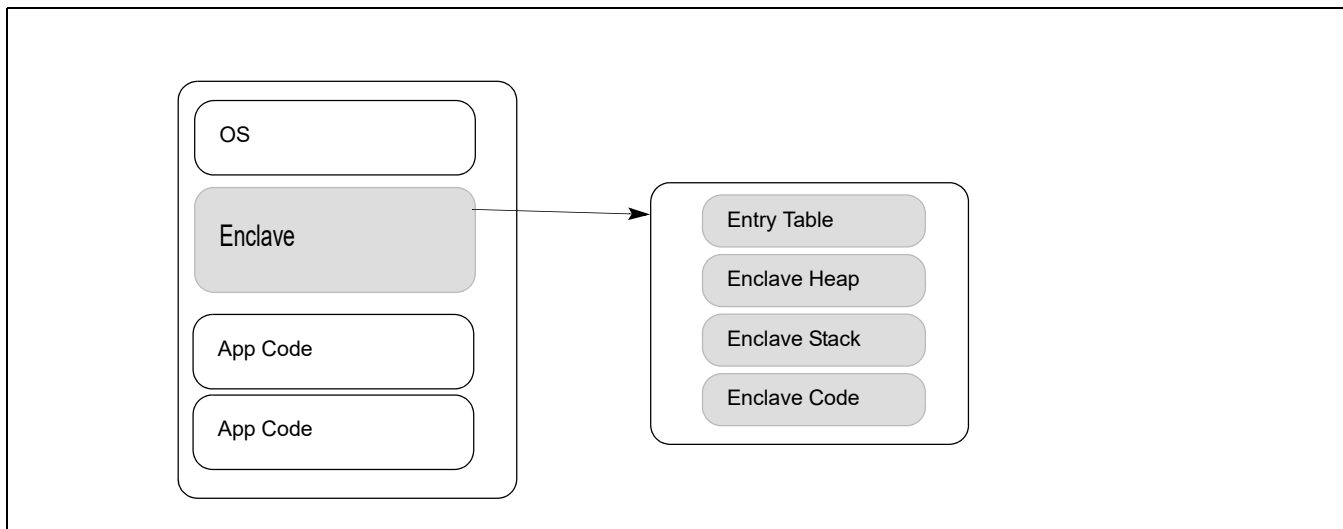 OS
Enclave
App Code
App Code
Entry Table
Enclave Heap
Enclave Stack
Enclave Code